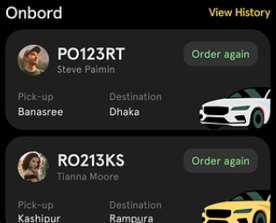 Onbord View History
PO123RT
Steve Paimin
Order again
Pick-up Destination
Banasree Dhaka
RO213KS
Tianna Moore
Order again
Pick-up Destination
Kashipur Rampura